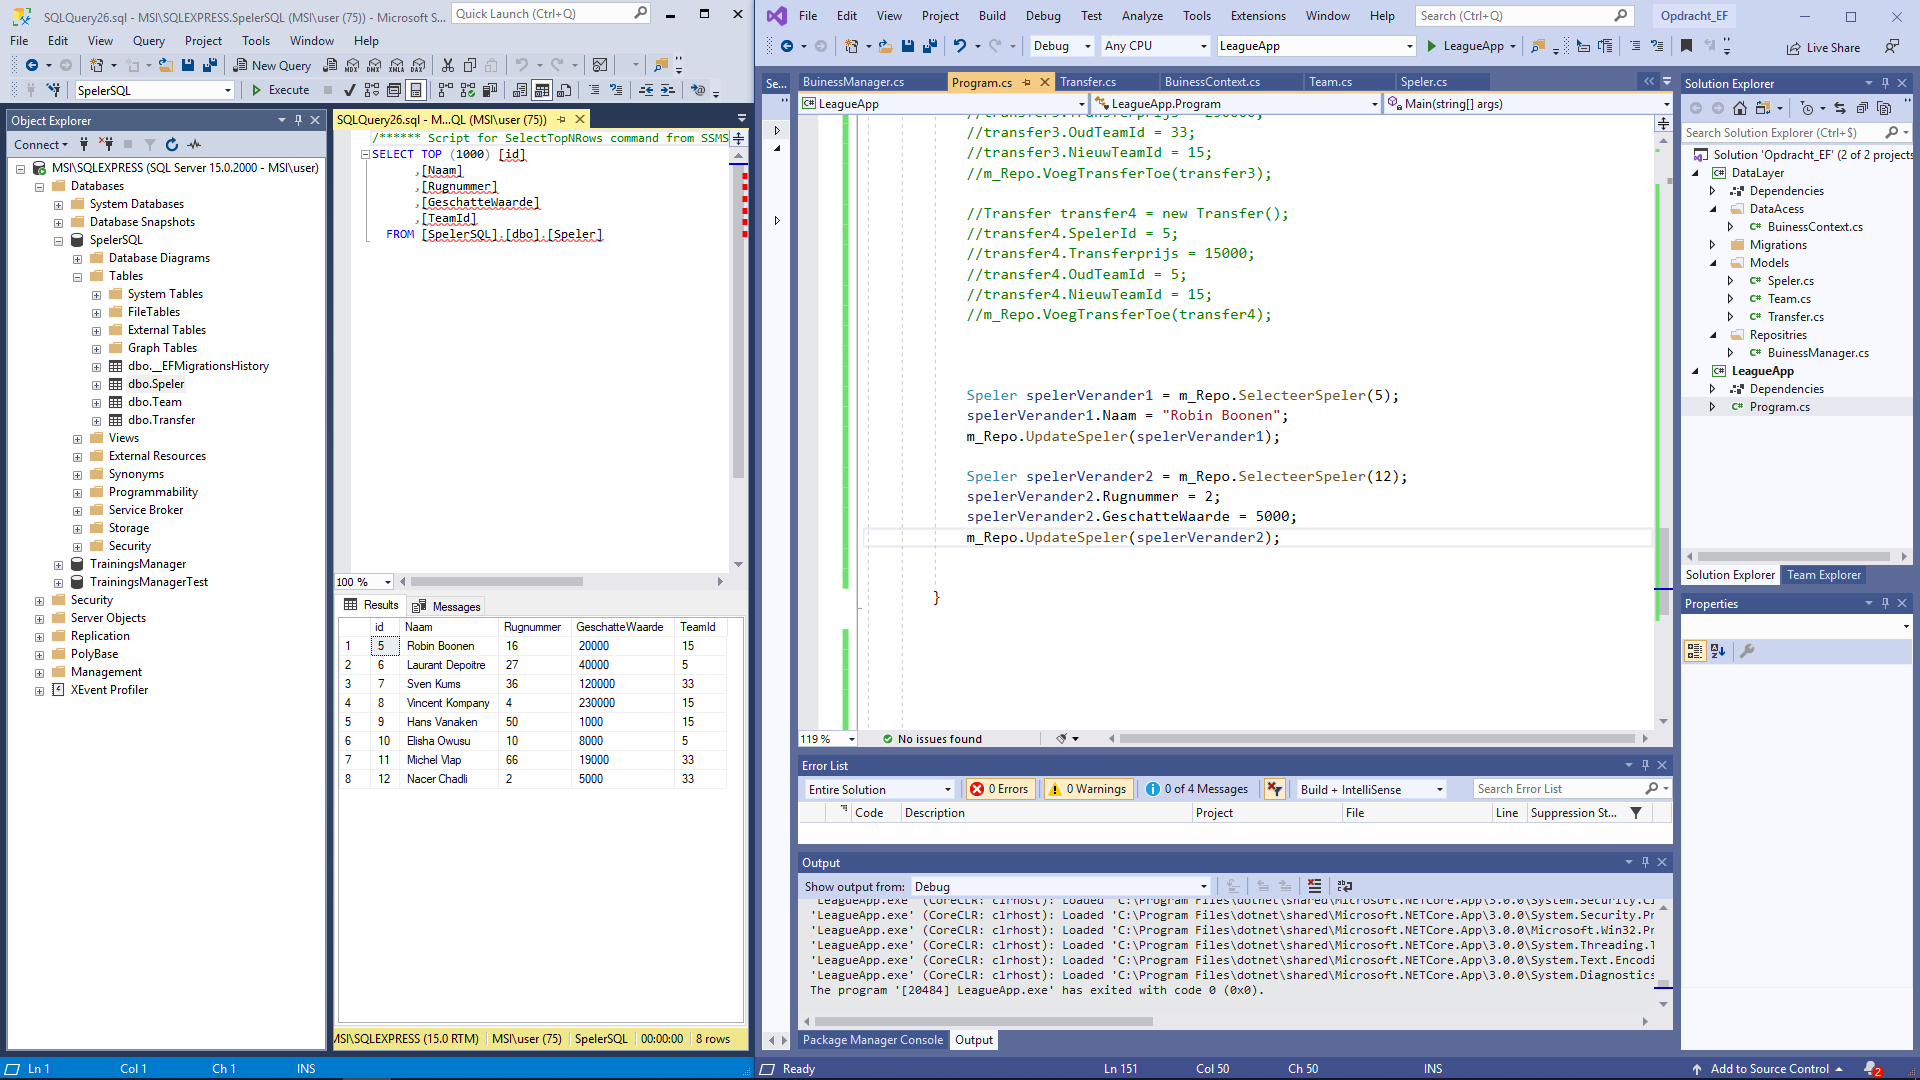 SQLQuery26.sql - MSI\SQLEXPRESS.SpelerSQL (MSI\user (75)) - Microsoft S...
Quick Launch (Ctrl+Q)
File Edit View Query Project Tools Window Help
New Query
SpelerSQL
Execute
Object Explorer
Connect
MSI\SQLEXPRESS (SQL Server 15.0.2000 - MSI\user)
Databases
System Databases
Database Snapshots
SpelerSQL
Database Diagrams
Tables
System Tables
FileTables
External Tables
Graph Tables
dbo.__EFMigrationsHistory
dbo.Speler
dbo.Team
dbo.Transfer
Views
External Resources
Synonyms
Programmability
Service Broker
Storage
Security
TrainingsManager
TrainingsManagerTest
Security
Server Objects
Replication
PolyBase
Management
XEvent Profiler
SQLQuery26.sql - M...QL (MSI\user (75))
/****** Script for SelectTopNRows command from SSMS
SELECT TOP (1000) [id]
,[Naam]
,[Rugnummer]
,[GeschatteWaarde]
,[TeamId]
FROM [SpelerSQL].[dbo].[Speler]
100 %
Results Messages
id Naam Rugnummer GeschatteWaarde TeamId
1 5 Robin Boonen 16 20000 15
2 6 Laurant Depoitre 27 40000 5
3 7 Sven Kums 36 120000 33
4 8 Vincent Kompany 4 230000 15
5 9 Hans Vanaken 50 1000 15
6 10 Elisha Owusu 10 8000 5
7 11 Michel Vlap 66 19000 33
8 12 Nacer Chadli 2 5000 33
MSI\SQLEXPRESS (15.0 RTM) MSI\user (75) SpelerSQL 00:00:00 8 rows
Ln 1 Col 1 Ch 1 INS
File Edit View Project Build Debug Test Analyze Tools Extensions Window Help
Search (Ctrl+Q)
Opdracht_EF
Debug Any CPU LeagueApp LeagueApp
Live Share
Se...
BuinessManager.cs Program.cs Transfer.cs BuinessContext.cs Team.cs Speler.cs
LeagueApp LeagueApp.Program Main(string[] args)
//transfer3.Transferprijs = 230000;
//transfer3.OudTeamId = 33;
//transfer3.NieuwTeamId = 15;
//m_Repo.VoegTransferToe(transfer3);
//Transfer transfer4 = new Transfer();
//transfer4.SpelerId = 5;
//transfer4.Transferprijs = 15000;
//transfer4.OudTeamId = 5;
//transfer4.NieuwTeamId = 15;
//m_Repo.VoegTransferToe(transfer4);
Speler spelerVerander1 = m_Repo.SelecteerSpeler(5);
spelerVerander1.Naam = "Robin Boonen";
m_Repo.UpdateSpeler(spelerVerander1);
Speler spelerVerander2 = m_Repo.SelecteerSpeler(12);
spelerVerander2.Rugnummer = 2;
spelerVerander2.GeschatteWaarde = 5000;
m_Repo.UpdateSpeler(spelerVerander2);
}
119 % No issues found
Error List
Entire Solution 0 Errors 0 Warnings 0 of 4 Messages Build + IntelliSense Search Error List
Code Description Project File Line Suppression St...
Output
Show output from: Debug
'LeagueApp.exe' (CoreCLR: clrhost): Loaded 'C:\Program Files\dotnet\shared\Microsoft.NETCore.App\3.0.0\System.Security.Cl
'LeagueApp.exe' (CoreCLR: clrhost): Loaded 'C:\Program Files\dotnet\shared\Microsoft.NETCore.App\3.0.0\System.Security.Pr
'LeagueApp.exe' (CoreCLR: clrhost): Loaded 'C:\Program Files\dotnet\shared\Microsoft.NETCore.App\3.0.0\Microsoft.Win32.Pr
'LeagueApp.exe' (CoreCLR: clrhost): Loaded 'C:\Program Files\dotnet\shared\Microsoft.NETCore.App\3.0.0\System.Threading.T
'LeagueApp.exe' (CoreCLR: clrhost): Loaded 'C:\Program Files\dotnet\shared\Microsoft.NETCore.App\3.0.0\System.Text.Encodi
'LeagueApp.exe' (CoreCLR: clrhost): Loaded 'C:\Program Files\dotnet\shared\Microsoft.NETCore.App\3.0.0\System.Diagnostics
The program '[20484] LeagueApp.exe' has exited with code 0 (0x0).
Package Manager Console Output
Solution Explorer
Search Solution Explorer (Ctrl+$)
Solution 'Opdracht_EF' (2 of 2 projects
DataLayer
Dependencies
DataAcess
BuinessContext.cs
Migrations
Models
Speler.cs
Team.cs
Transfer.cs
Repositries
BuinessManager.cs
LeagueApp
Dependencies
Program.cs
Solution Explorer Team Explorer
Properties
Ready Ln 151 Col 50 Ch 50 INS Add to Source Control 2